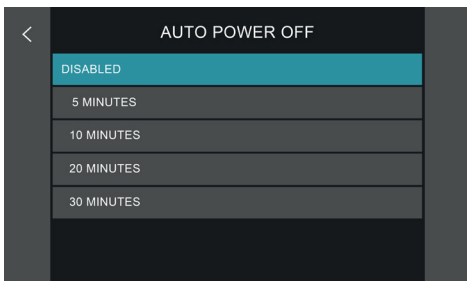 AUTO POWER OFF
DISABLED
5 MINUTES
10 MINUTES
20 MINUTES
30 MINUTES